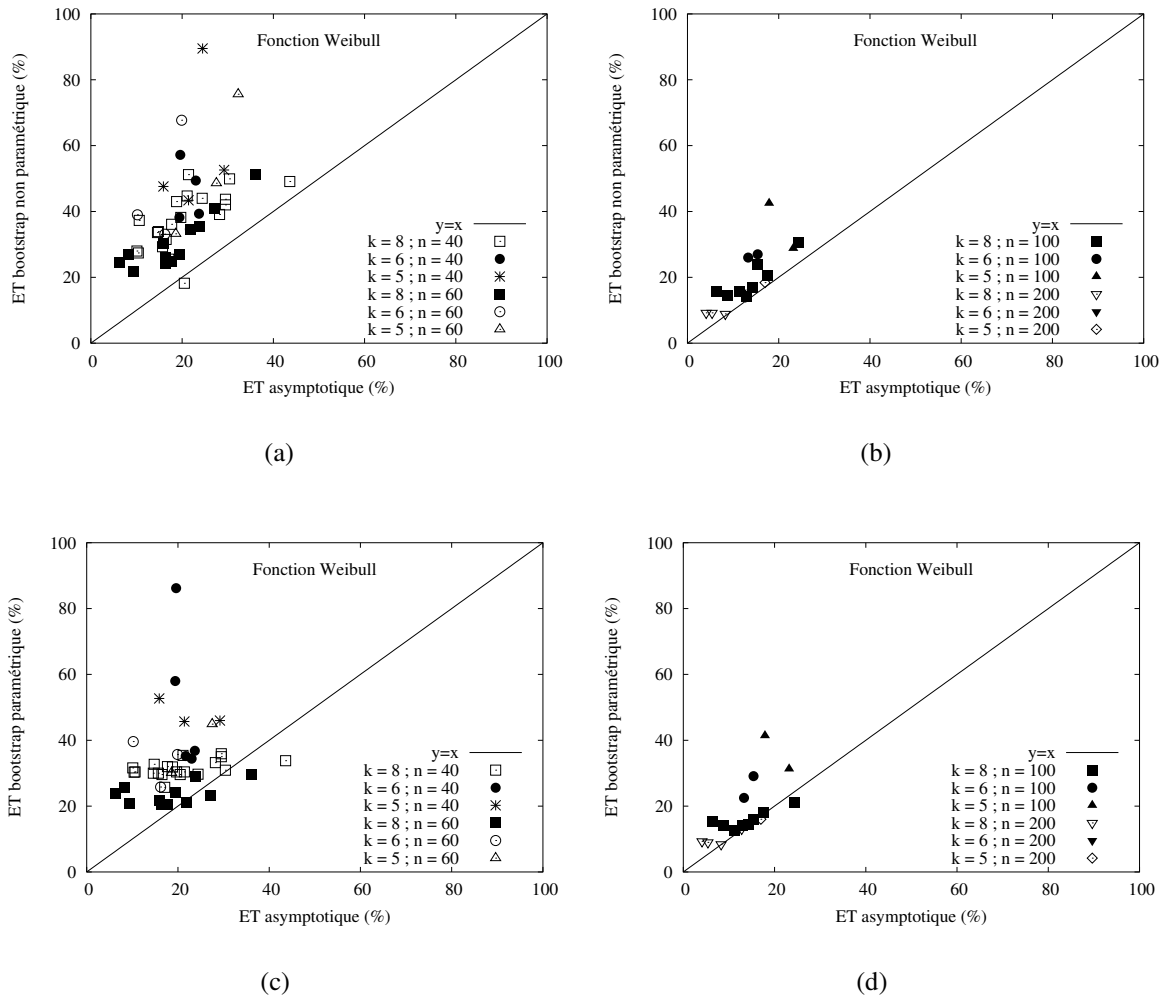 100
80
60
40
20
0
0 20 40 60 80 100
ET bootstrap non paramétrique (%)
ET asymptotique (%)
Fonction Weibull
y=x
k = 8 ; n = 40
k = 6 ; n = 40
k = 5 ; n = 40
k = 8 ; n = 60
k = 6 ; n = 60
k = 5 ; n = 60
(a)
100
80
60
40
20
0
0 20 40 60 80 100
ET bootstrap non paramétrique (%)
ET asymptotique (%)
Fonction Weibull
y=x
k = 8 ; n = 100
k = 6 ; n = 100
k = 5 ; n = 100
k = 8 ; n = 200
k = 6 ; n = 200
k = 5 ; n = 200
(b)
100
80
60
40
20
0
0 20 40 60 80 100
ET bootstrap paramétrique (%)
ET asymptotique (%)
Fonction Weibull
y=x
k = 8 ; n = 40
k = 6 ; n = 40
k = 5 ; n = 40
k = 8 ; n = 60
k = 6 ; n = 60
k = 5 ; n = 60
(c)
100
80
60
40
20
0
0 20 40 60 80 100
ET bootstrap paramétrique (%)
ET asymptotique (%)
Fonction Weibull
y=x
k = 8 ; n = 100
k = 6 ; n = 100
k = 5 ; n = 100
k = 8 ; n = 200
k = 6 ; n = 200
k = 5 ; n = 200
(d)